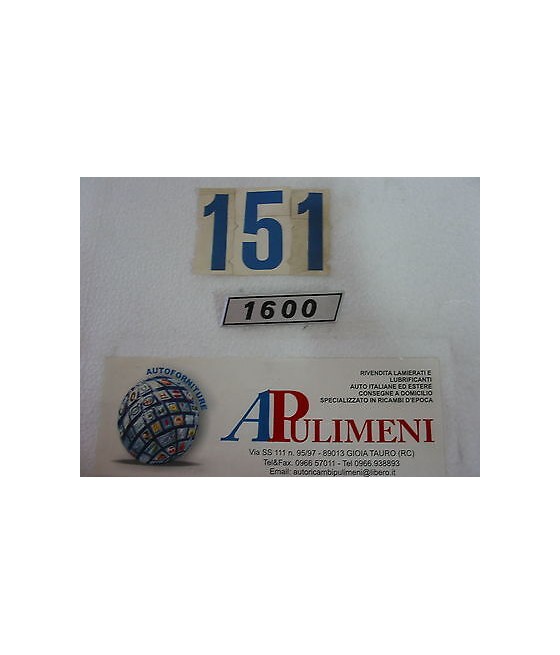 151
1600
AUTOFORNITURE
RIVENDITA LAMIERATI E
LUBRIFICANTI
AUTO ITALIANE ED ESTERE
CONSEGNE A DOMICILIO
SPECIALIZZATO IN RICAMBI D'EPOCA
APULIMENI
Via SS 111 n. 95/97 - 89013 GIOIA TAURO (RC)
Tel&Fax. 0966 57011 - Tel 0966.938893
Email: autoricambipulimeni@libero.it